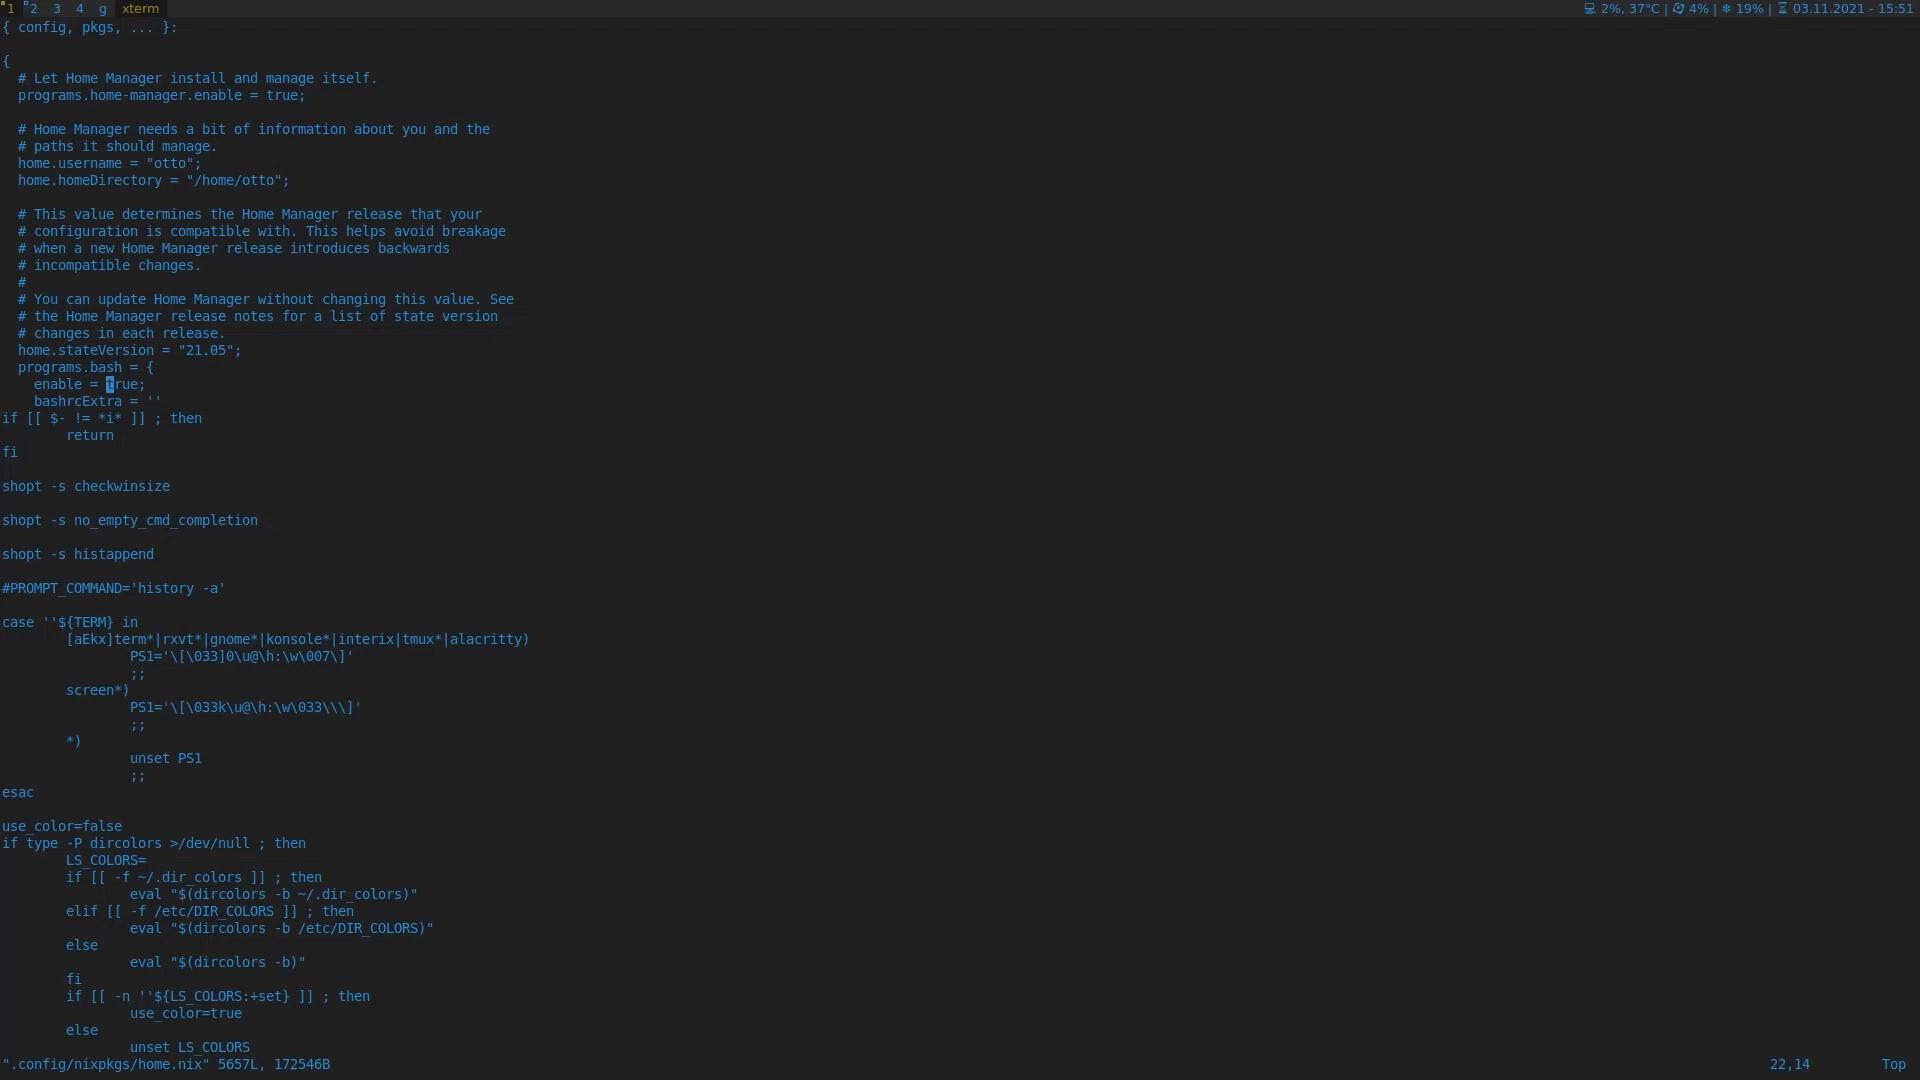 1 2 3 4 g xterm 2%, 37°C | 4% | 19% | 03.11.2021 - 15:51
{ config, pkgs, ... }:
{
  # Let Home Manager install and manage itself.
  programs.home-manager.enable = true;
  # Home Manager needs a bit of information about you and the
  # paths it should manage.
  home.username = "otto";
  home.homeDirectory = "/home/otto";
  # This value determines the Home Manager release that your
  # configuration is compatible with. This helps avoid breakage
  # when a new Home Manager release introduces backwards
  # incompatible changes.
  #
  # You can update Home Manager without changing this value. See
  # the Home Manager release notes for a list of state version
  # changes in each release.
  home.stateVersion = "21.05";
  programs.bash = {
    enable = true;
    bashrcExtra = ''
if [[ $- != *i* ]] ; then
        return
fi
shopt -s checkwinsize
shopt -s no_empty_cmd_completion
shopt -s histappend
#PROMPT_COMMAND='history -a'
case ''${TERM} in
        [aEkx]term*|rxvt*|gnome*|konsole*|interix|tmux*|alacritty)
                PS1='\[\033]0\u@\h:\w\007\]'
                ;;
        screen*)
                PS1='\[\033k\u@\h:\w\033\\\]'
                ;;
        *)
                unset PS1
                ;;
esac
use_color=false
if type -P dircolors >/dev/null ; then
        LS_COLORS=
        if [[ -f ~/.dir_colors ]] ; then
                eval "$(dircolors -b ~/.dir_colors)"
        elif [[ -f /etc/DIR_COLORS ]] ; then
                eval "$(dircolors -b /etc/DIR_COLORS)"
        else
                eval "$(dircolors -b)"
        fi
        if [[ -n ''${LS_COLORS:+set} ]] ; then
                use_color=true
        else
                unset LS_COLORS
".config/nixpkgs/home.nix" 5657L, 172546B 22,14 Top